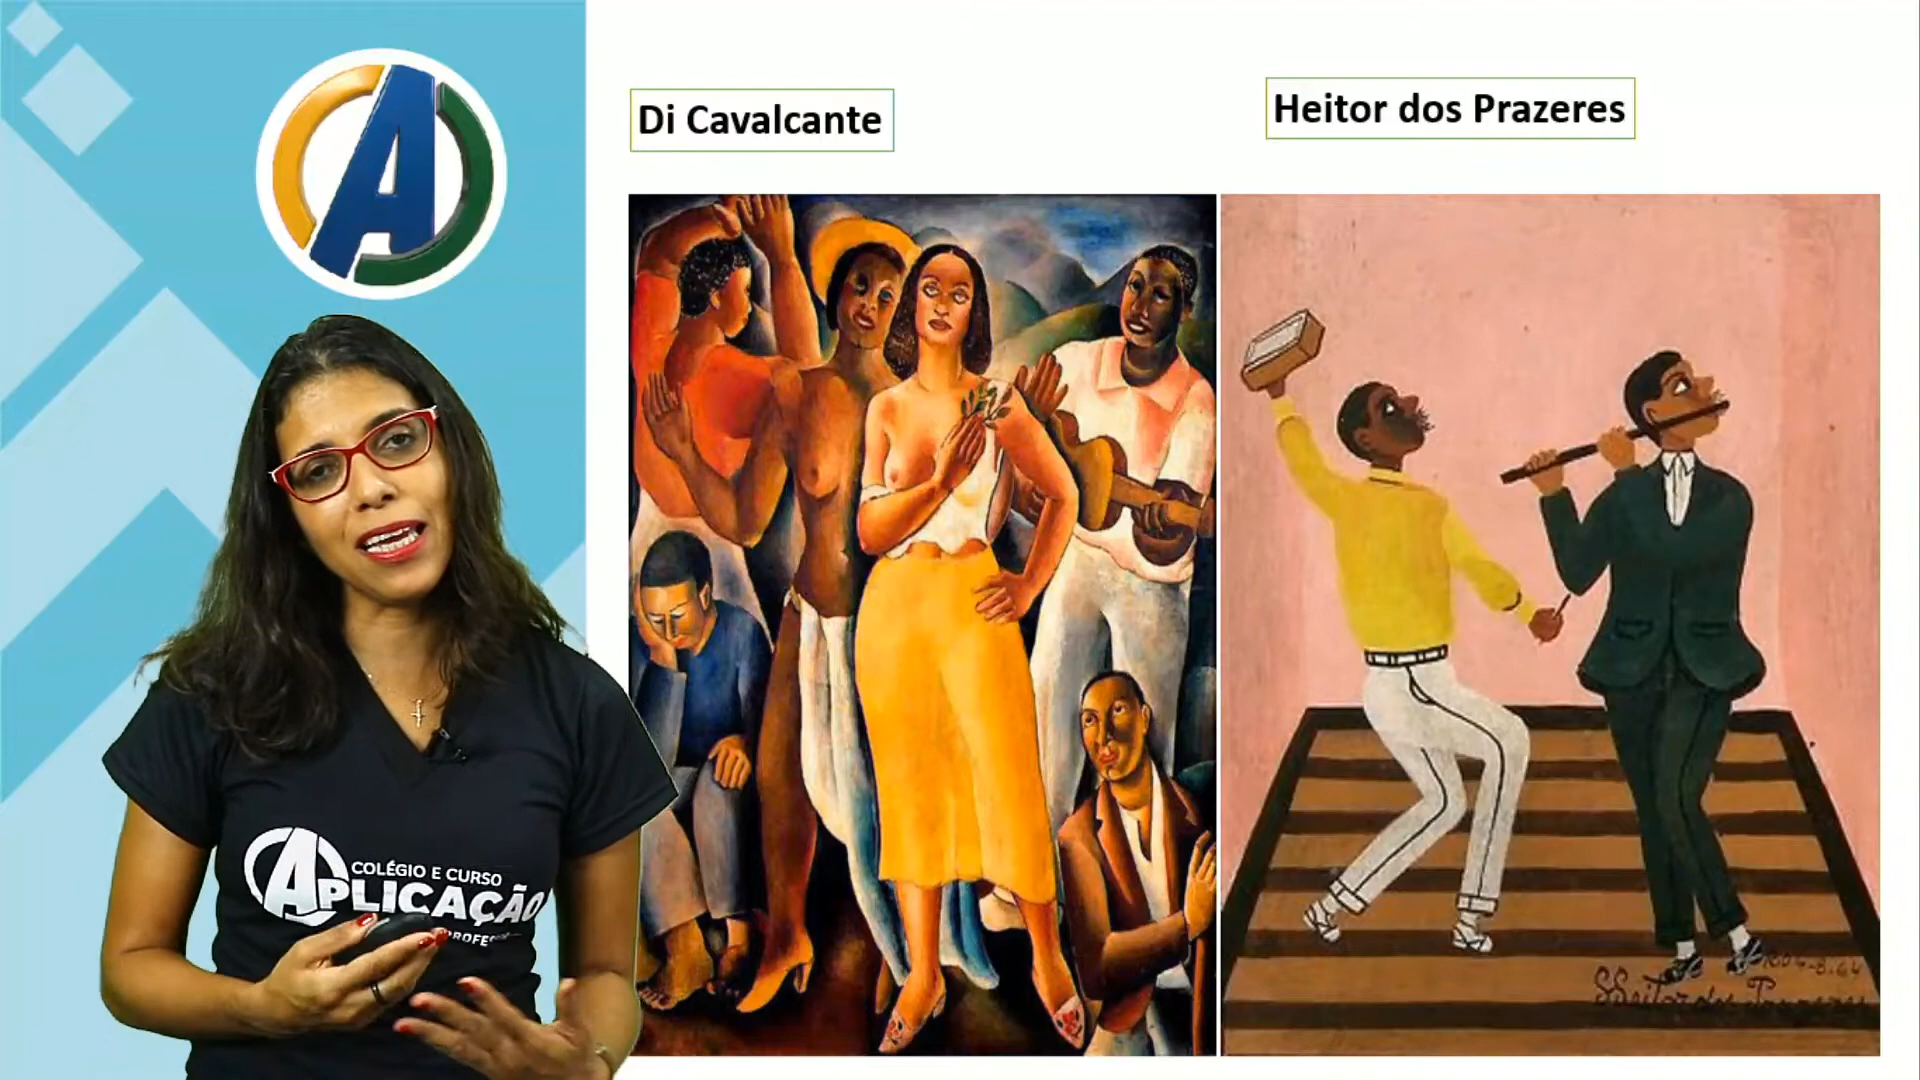 A
Di Cavalcante
Heitor dos Prazeres
COLÉGIO E CURSO
APLICAÇÃO